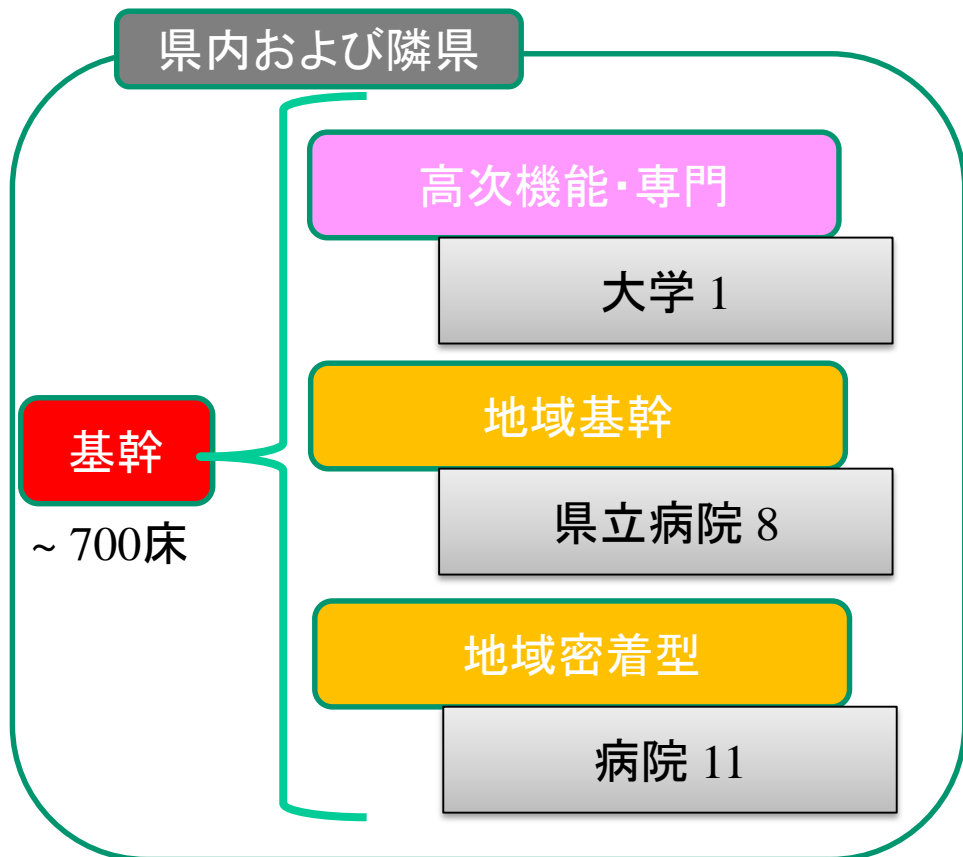 県内および隣県
高次機能・専門
大学 1
地域基幹
基幹
県立病院 8
~ 700床
地域密着型
病院 11